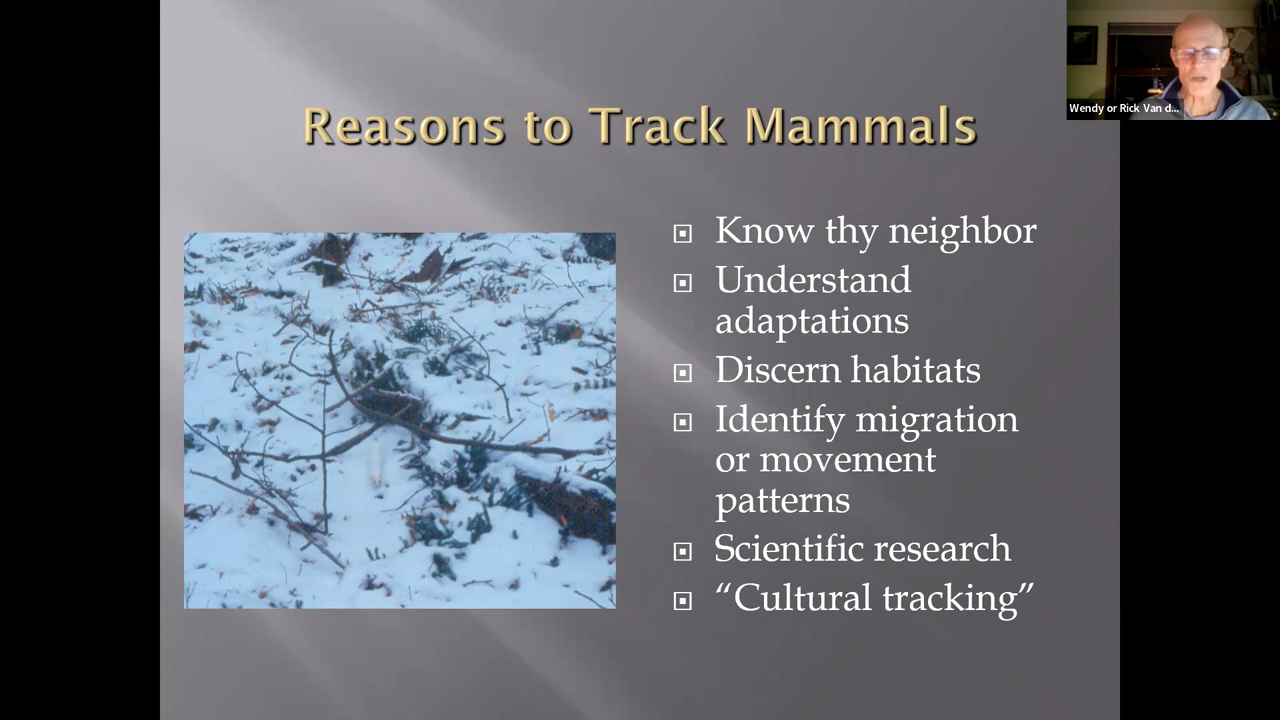 Wendy or Rick Van d...
Reasons to Track Mammals
Know thy neighbor
Understand
adaptations
Discern habitats
Identify migration
or movement
patterns
Scientific research
“Cultural tracking”